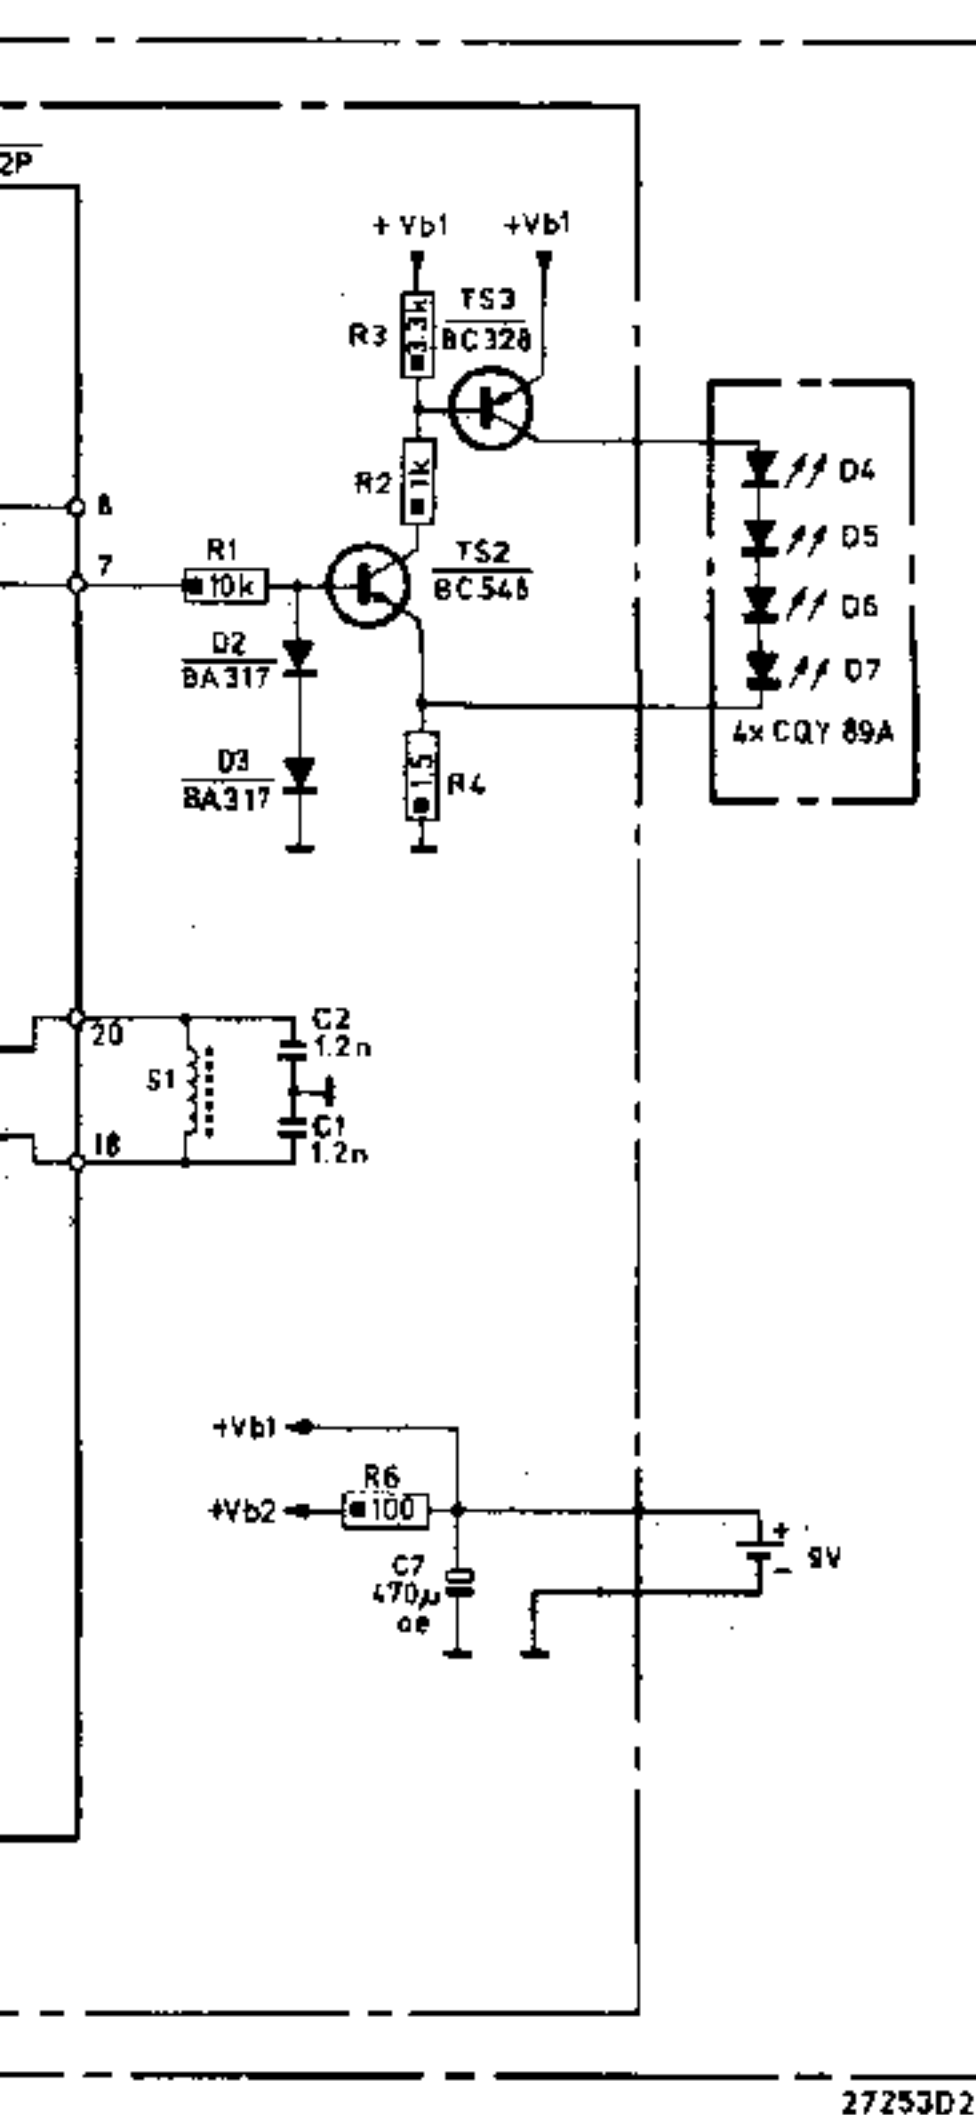 2P
+Vb1 +Vb1
TS3
BC328
R3
3.3k
R2
1k
D4
8
7
R1
10k
TS2
BC548
D5
D6
D2
BA317
D7
4x CQY 89A
D3
BA317
1.5
R4
20
C2
1.2n
S1
18
C1
1.2n
+Vb1
R6
+Vb2
100
+
-
9V
C7
470µ
27253D2